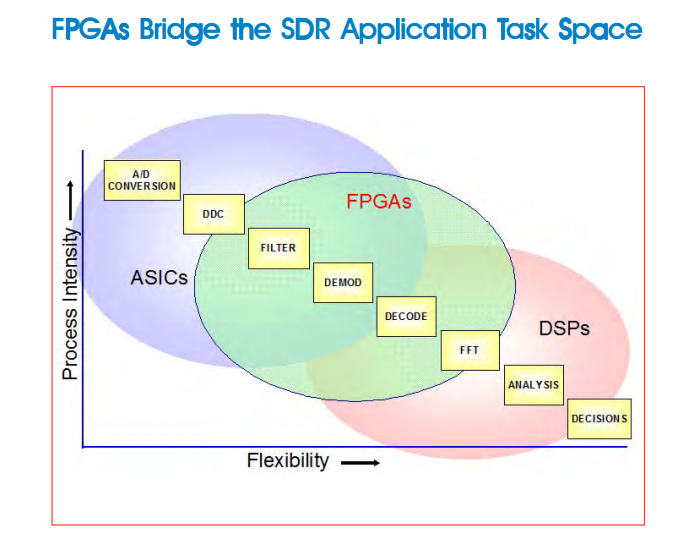 FPGAs Bridge the SDR Application Task Space
A/D
CONVERSION
DDC
FPGAs
FILTER
ASICs
DEMOD
DECODE
DSPs
FFT
ANALYSIS
DECISIONS
Process Intensity
Flexibility